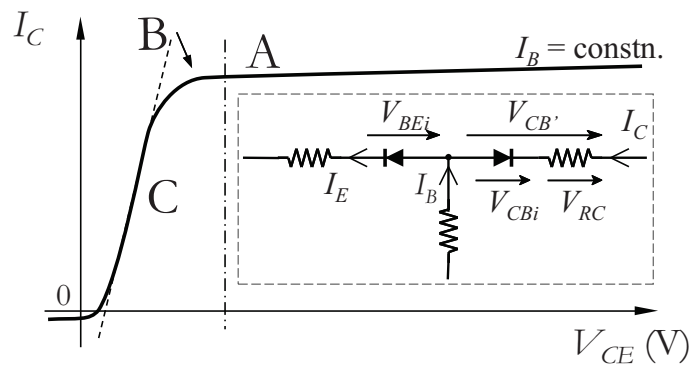 I_C
B
A
I_B = constn.
V_BEi
V_CB'
I_C
I_E
I_B
V_CBi
V_RC
C
0
V_CE (V)